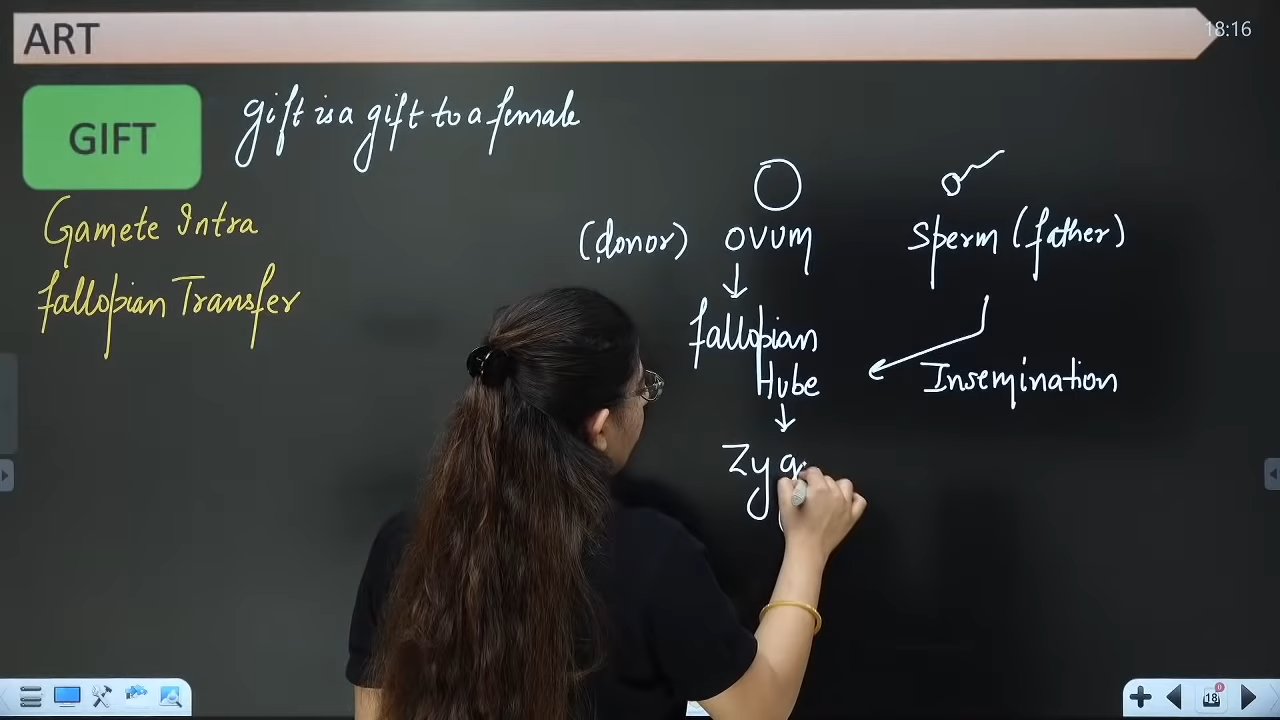 ART
18:16
GIFT
gift is a gift to a female
Gamete Intra
fallopian Transfer
(donor) OVUM
Sperm (father)
fallopian
Hube
Insemination
Zyg
18